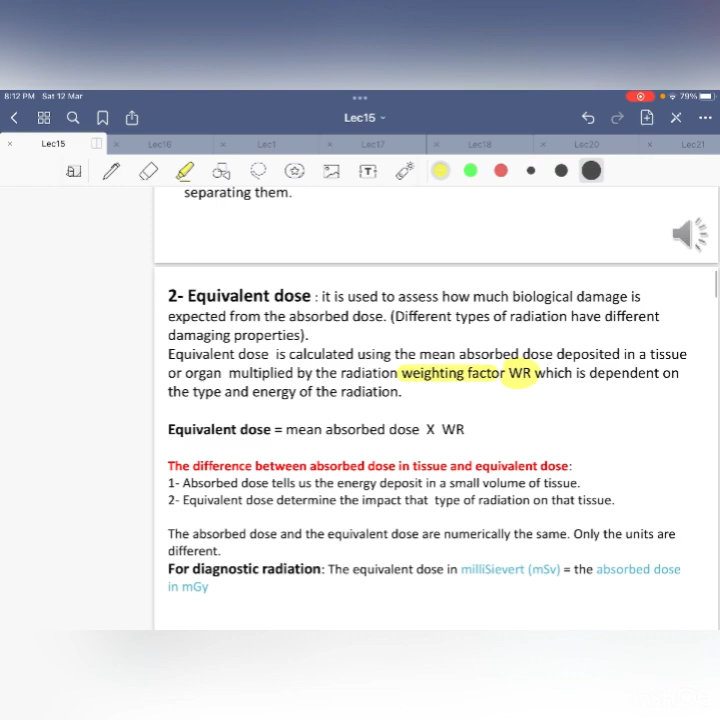 8:12 PM Sat 12 Mar
79%
Lec15
Lec15
Lec16
Lec1
Lec17
Lec18
Lec20
Lec21
separating them.
2- Equivalent dose : it is used to assess how much biological damage is
expected from the absorbed dose. (Different types of radiation have different
damaging properties).
Equivalent dose is calculated using the mean absorbed dose deposited in a tissue
or organ multiplied by the radiation weighting factor WR which is dependent on
the type and energy of the radiation.
Equivalent dose = mean absorbed dose X WR
The difference between absorbed dose in tissue and equivalent dose:
1- Absorbed dose tells us the energy deposit in a small volume of tissue.
2- Equivalent dose determine the impact that type of radiation on that tissue.
The absorbed dose and the equivalent dose are numerically the same. Only the units are
different.
For diagnostic radiation: The equivalent dose in milliSievert (mSv) = the absorbed dose
in mGy